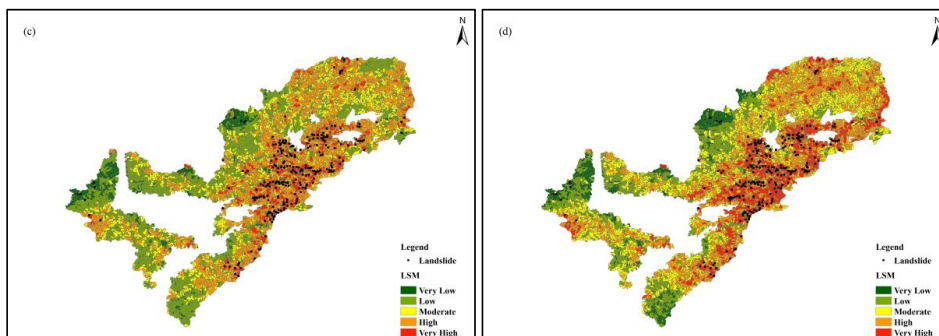 (c)
N
Legend
Landslide
LSM
Very Low
Low
Moderate
High
Very High
(d)
N
Legend
Landslide
LSM
Very Low
Low
Moderate
High
Very High